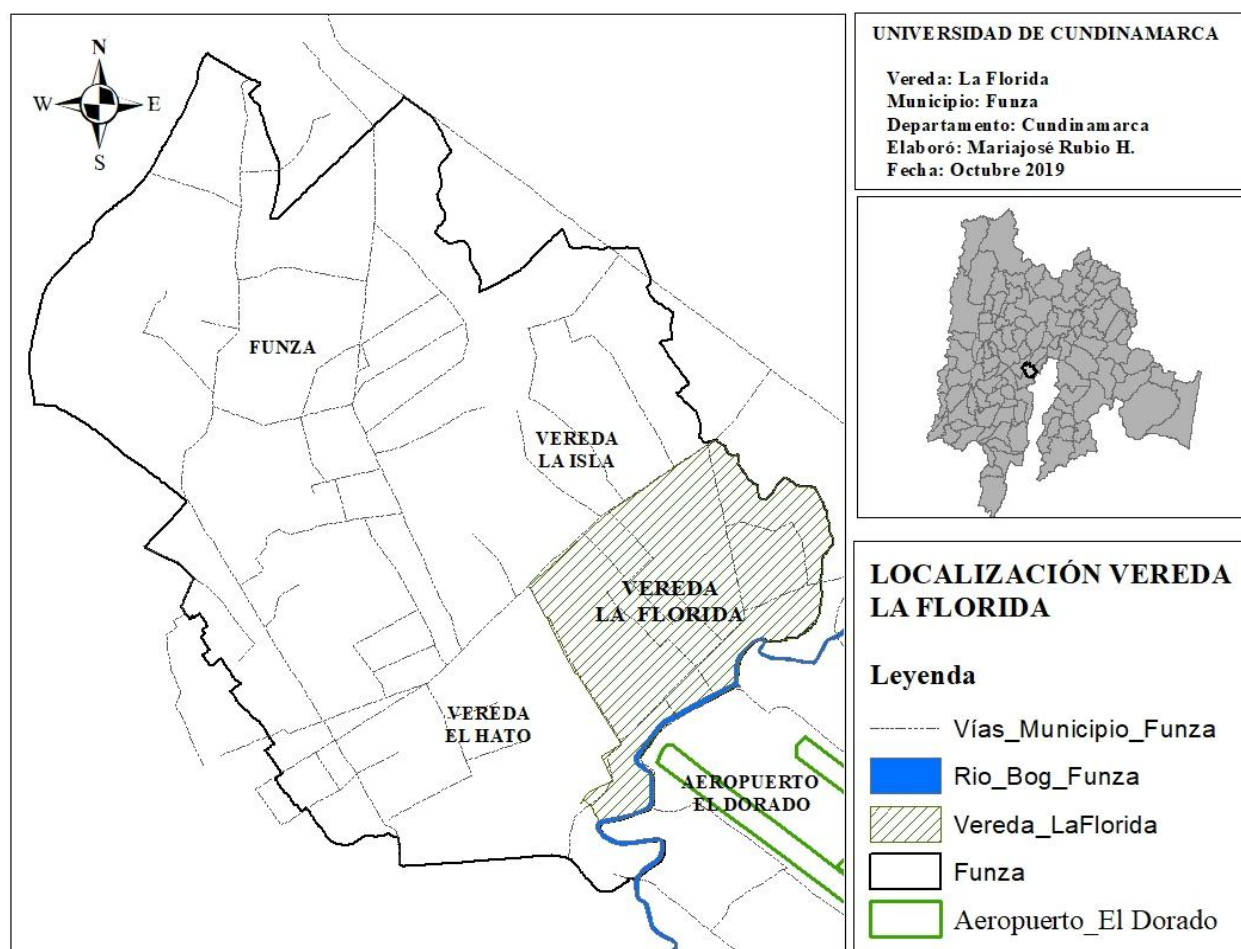 N
W E
S
FUNZA
VEREDA
LA ISLA
VEREDA
LA FLORIDA
VEREDA
EL HATO
AEROPUERTO
EL DORADO
UNIVERSIDAD DE CUNDINAMARCA
Vereda: La Florida
Municipio: Funza
Departamento: Cundinamarca
Elaboró: Mariajosé Rubio H.
Fecha: Octubre 2019
LOCALIZACIÓN VEREDA
LA FLORIDA
Leyenda
Vías_Municipio_Funza
Rio_Bog_Funza
Vereda_LaFlorida
Funza
Aeropuerto_El Dorado